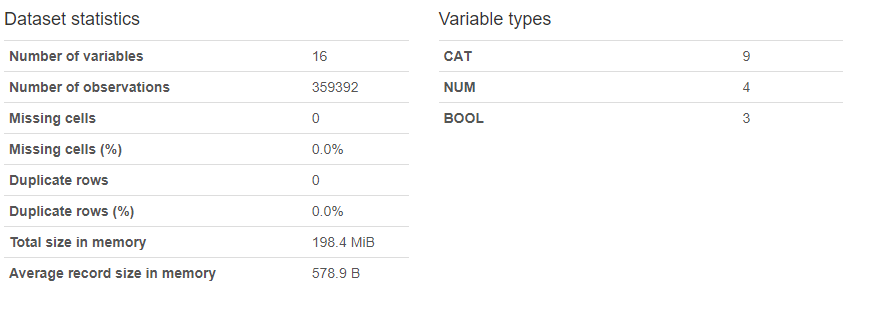 Dataset statistics
Number of variables 16
Number of observations 359392
Missing cells 0
Missing cells (%) 0.0%
Duplicate rows 0
Duplicate rows (%) 0.0%
Total size in memory 198.4 MiB
Average record size in memory 578.9 B
Variable types
CAT 9
NUM 4
BOOL 3